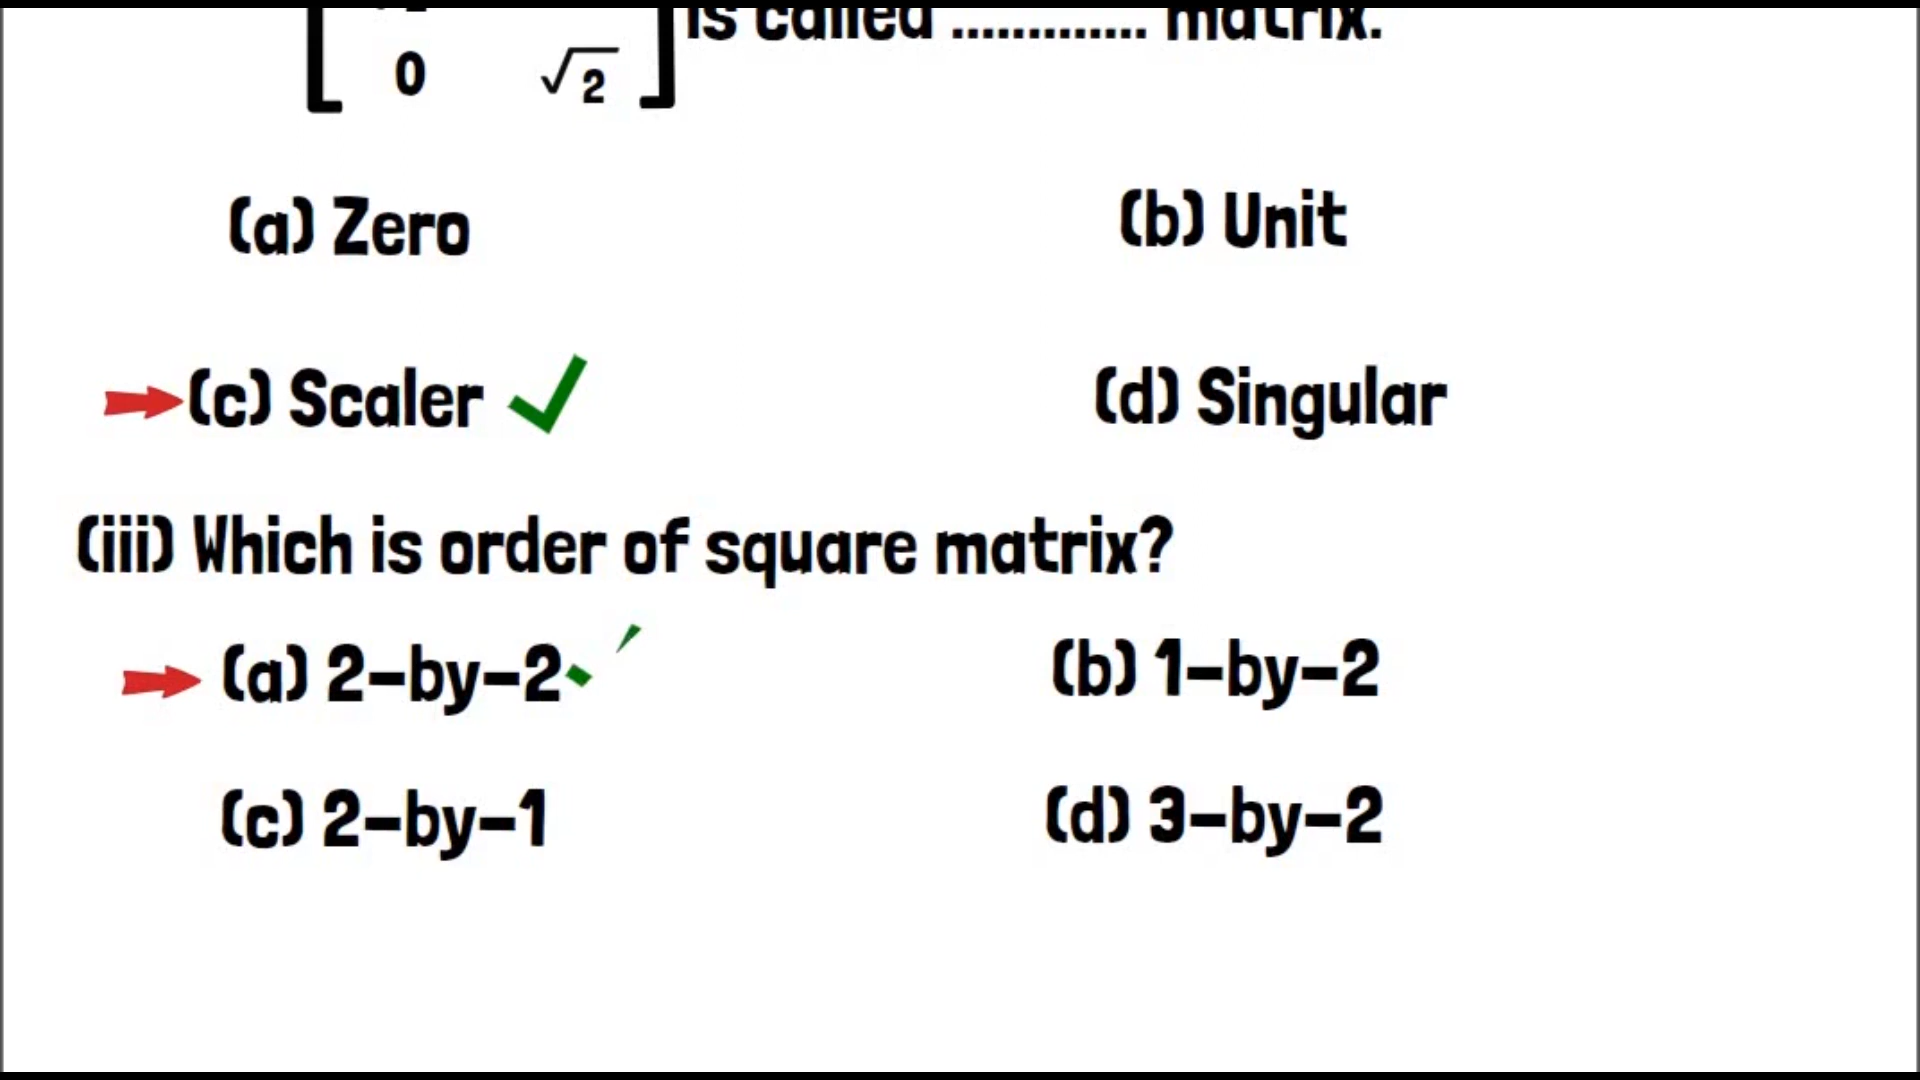 is called ............. matrix.
0 √2
(a) Zero (b) Unit
(c) Scaler (d) Singular
(iii) Which is order of square matrix?
(a) 2-by-2 (b) 1-by-2
(c) 2-by-1 (d) 3-by-2